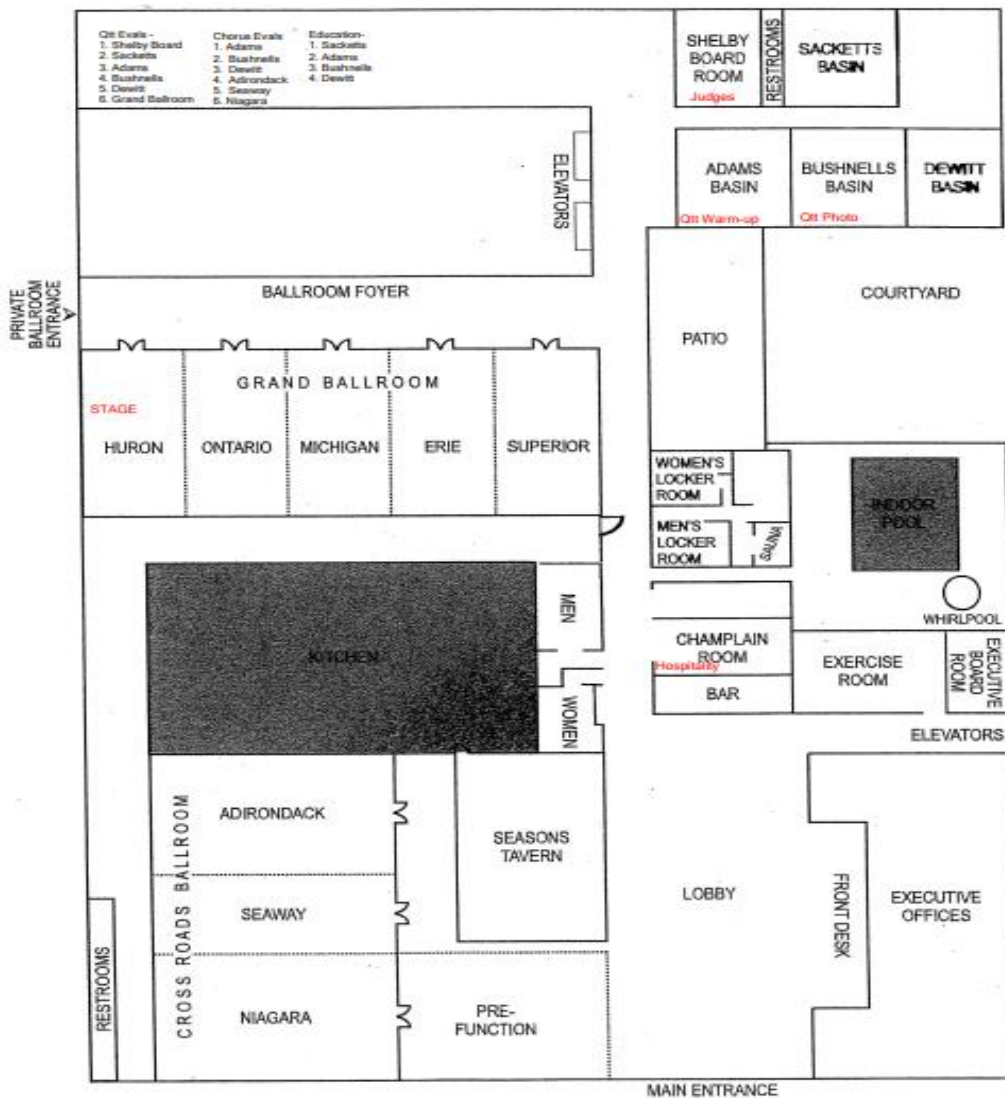 Qtt Evals -
1. Shelby Board
2. Sacketts
3. Adams
4. Bushnells
5. Dewitt
6. Grand Ballroom
Chorus Evals
1. Adams
2. Bushnells
3. Dewitt
4. Adirondack
5. Seaway
6. Niagara
Education-
1. Sacketts
2. Adams
3. Bushnells
4. Dewitt
SHELBY
BOARD
ROOM
Judges
RESTROOMS
SACKETTS
BASIN
ELEVATORS
ADAMS
BASIN
Qtt Warm-up
BUSHNELLS
BASIN
Qtt Photo
DEWITT
BASIN
PRIVATE
BALLROOM
ENTRANCE
BALLROOM FOYER
COURTYARD
PATIO
GRAND BALLROOM
STAGE
HURON
ONTARIO
MICHIGAN
ERIE
SUPERIOR
WOMEN'S
LOCKER
ROOM
MEN'S
LOCKER
ROOM
SAUNA
INDOOR
POOL
WHIRLPOOL
KITCHEN
MEN
WOMEN
CHAMPLAIN
ROOM
Hospitality
BAR
EXERCISE
ROOM
EXECUTIVE
BOARD
ROOM
ELEVATORS
CROSS ROADS BALLROOM
ADIRONDACK
SEAWAY
NIAGARA
SEASONS
TAVERN
PRE-
FUNCTION
LOBBY
FRONT DESK
EXECUTIVE
OFFICES
RESTROOMS
MAIN ENTRANCE